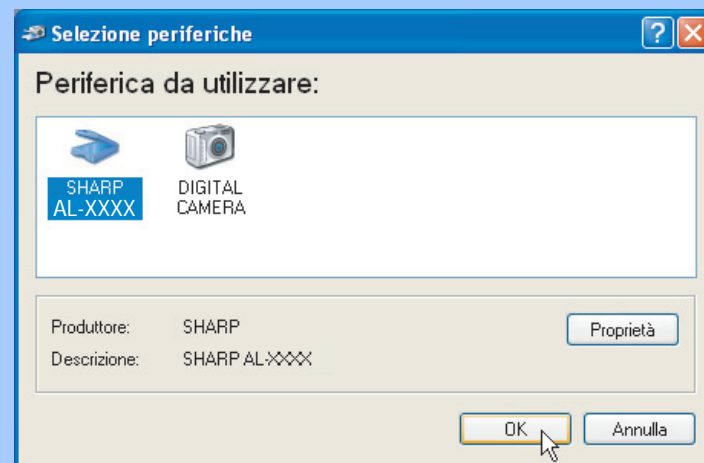 Selezione periferiche
Periferica da utilizzare:
SHARP
AL-XXXX
DIGITAL
CAMERA
Produttore: SHARP
Proprietà
Descrizione: SHARP AL-XXXX
OK
Annulla